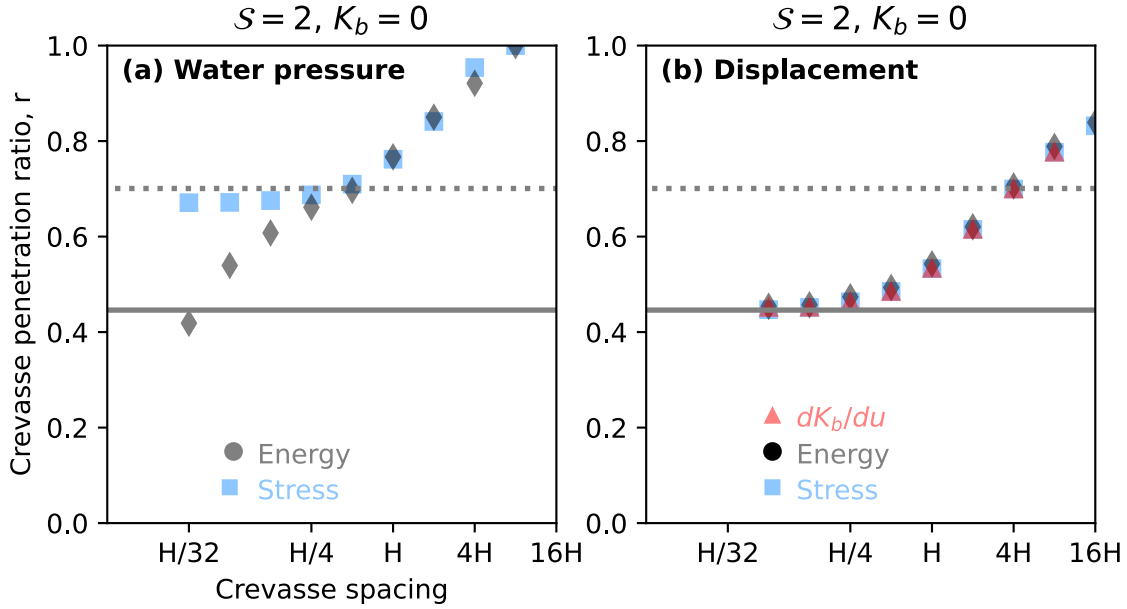 𝒮 = 2, K_b = 0
(a) Water pressure
Crevasse penetration ratio, r
1.0
0.8
0.6
0.4
0.2
0.0
Energy
Stress
H/32
H/4
H
4H
16H
Crevasse spacing
𝒮 = 2, K_b = 0
(b) Displacement
1.0
0.8
0.6
0.4
0.2
0.0
dK_b/du
Energy
Stress
H/32
H/4
H
4H
16H